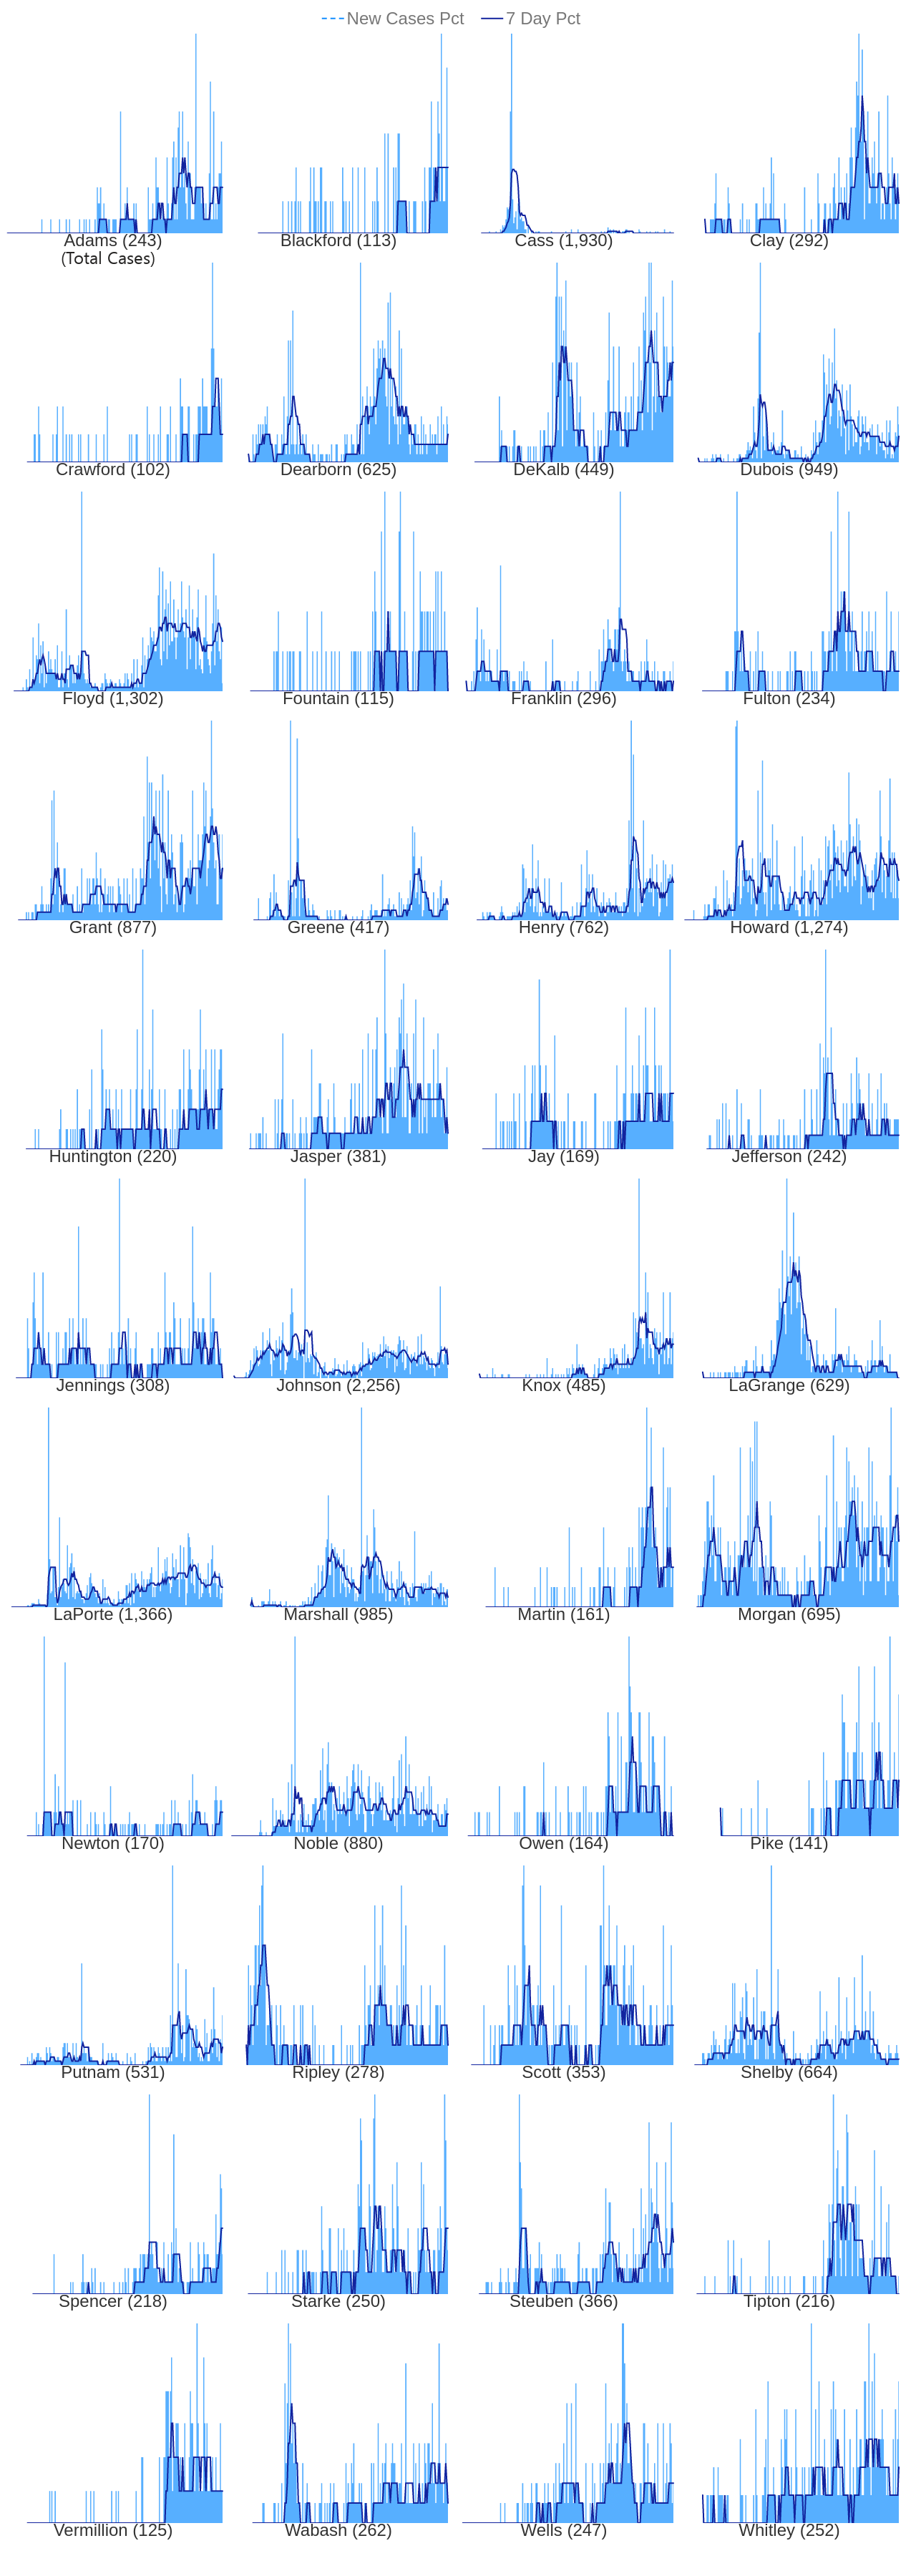 New Cases Pct 7 Day Pct
Adams (243) Blackford (113) Cass (1,930) Clay (292)
(Total Cases)
Crawford (102) Dearborn (625) DeKalb (449) Dubois (949)
Floyd (1,302) Fountain (115) Franklin (296) Fulton (234)
Grant (877) Greene (417) Henry (762) Howard (1,274)
Huntington (220) Jasper (381) Jay (169) Jefferson (242)
Jennings (308) Johnson (2,256) Knox (485) LaGrange (629)
LaPorte (1,366) Marshall (985) Martin (161) Morgan (695)
Newton (170) Noble (880) Owen (164) Pike (141)
Putnam (531) Ripley (278) Scott (353) Shelby (664)
Spencer (218) Starke (250) Steuben (366) Tipton (216)
Vermillion (125) Wabash (262) Wells (247) Whitley (252)